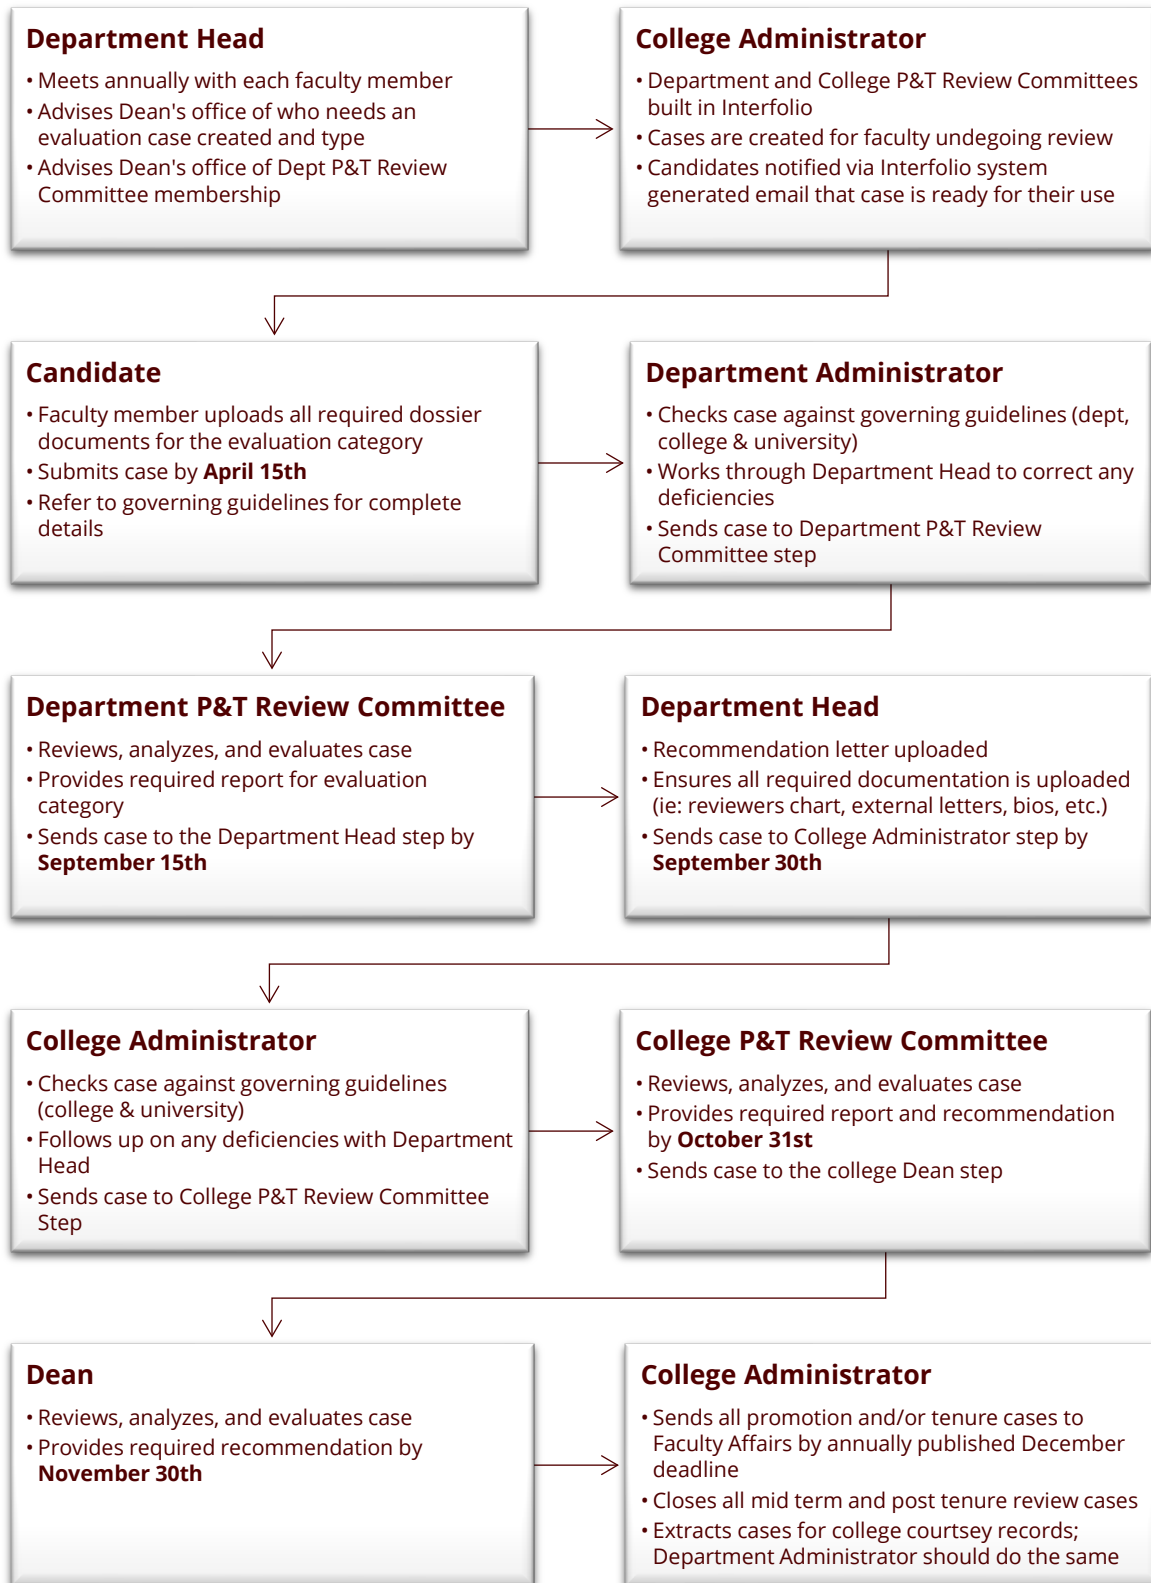 Department Head
• Meets annually with each faculty member
• Advises Dean's office of who needs an
evaluation case created and type
• Advises Dean's office of Dept P&T Review
Committee membership
College Administrator
• Department and College P&T Review Committees
built in Interfolio
• Cases are created for faculty undegoing review
• Candidates notified via Interfolio system
generated email that case is ready for their use
Candidate
• Faculty member uploads all required dossier
documents for the evaluation category
• Submits case by April 15th
• Refer to governing guidelines for complete
details
Department Administrator
• Checks case against governing guidelines (dept,
college & university)
• Works through Department Head to correct any
deficiencies
• Sends case to Department P&T Review
Committee step
Department P&T Review Committee
• Reviews, analyzes, and evaluates case
• Provides required report for evaluation
category
• Sends case to the Department Head step by
September 15th
Department Head
• Recommendation letter uploaded
• Ensures all required documentation is uploaded
(ie: reviewers chart, external letters, bios, etc.)
• Sends case to College Administrator step by
September 30th
College Administrator
• Checks case against governing guidelines
(college & university)
• Follows up on any deficiencies with Department
Head
• Sends case to College P&T Review Committee
Step
College P&T Review Committee
• Reviews, analyzes, and evaluates case
• Provides required report and recommendation
by October 31st
• Sends case to the college Dean step
Dean
• Reviews, analyzes, and evaluates case
• Provides required recommendation by
November 30th
College Administrator
• Sends all promotion and/or tenure cases to
Faculty Affairs by annually published December
deadline
• Closes all mid term and post tenure review cases
• Extracts cases for college courtsey records;
Department Administrator should do the same